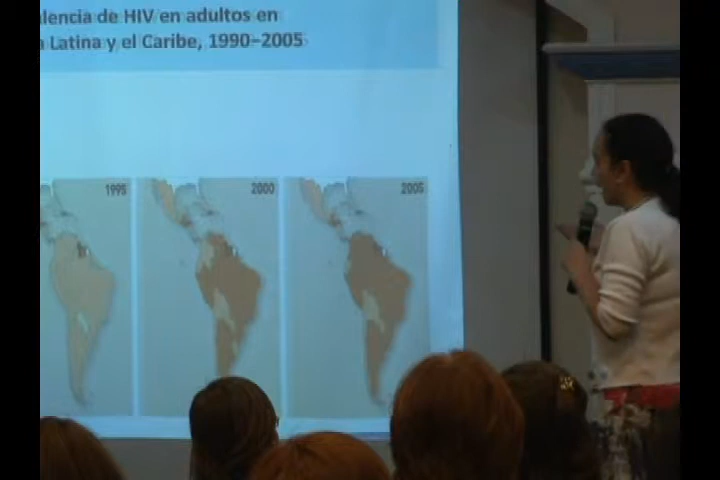 lencia de HIV en adultos en
Latina y el Caribe, 1990–2005
1995 2000 2005